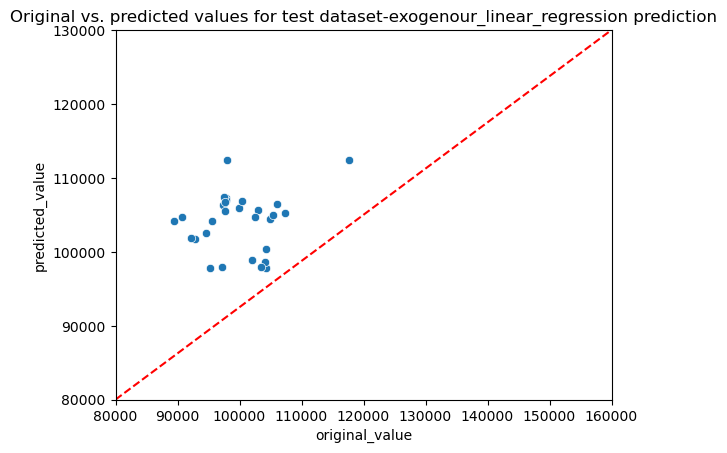 Original vs. predicted values for test dataset-exogenour_linear_regression prediction
130000
120000
110000
100000
90000
80000
predicted_value
80000 90000 100000 110000 120000 130000 140000 150000 160000
original_value